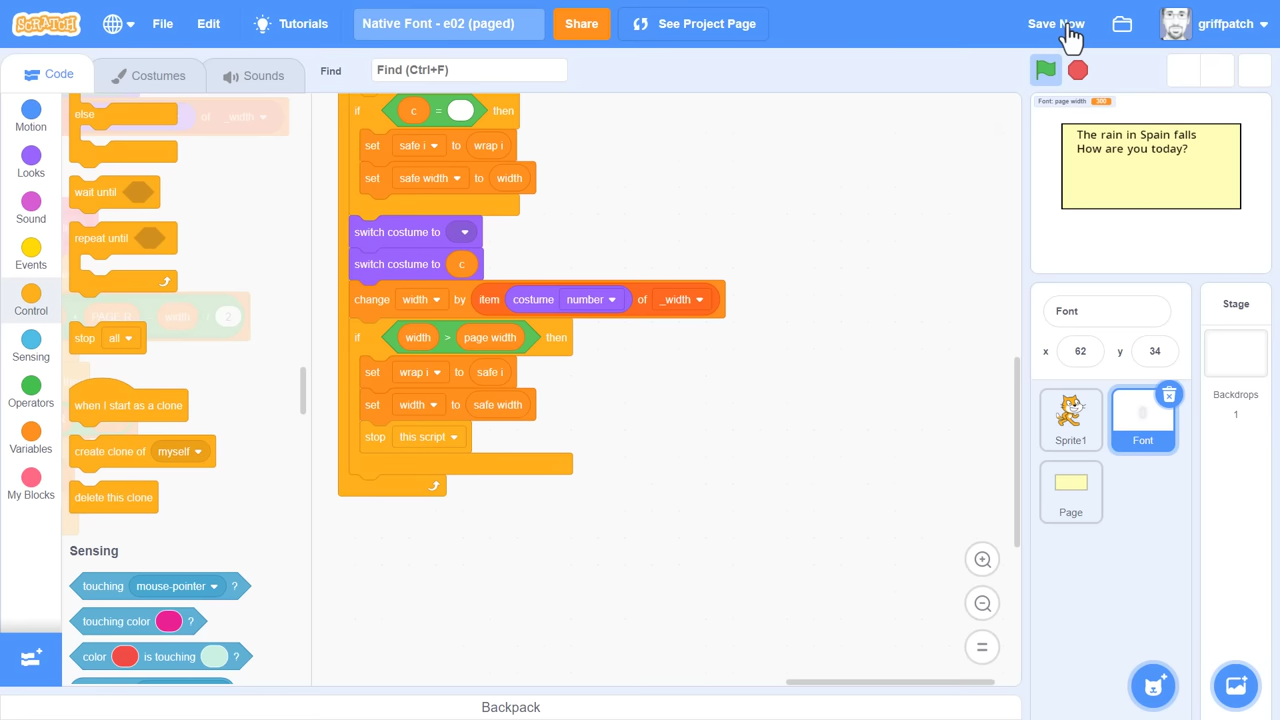 SCRATCH
File
Edit
Tutorials
Native Font - e02 (paged)
Share
See Project Page
Save Now
griffpatch
Code
Costumes
Sounds
Find
Find (Ctrl+F)
Motion
Looks
Sound
Events
Control
Sensing
Operators
Variables
My Blocks
else
of _width
wait until
repeat until
width / 2
stop all
when I start as a clone
create clone of myself
delete this clone
Sensing
touching mouse-pointer ?
touching color ?
color is touching ?
if c = then
set safe i to wrap i
set safe width to width
switch costume to
switch costume to c
change width by item costume number of _width
if width > page width then
set wrap i to safe i
set width to safe width
stop this script
Font: page width 300
The rain in Spain falls
How are you today?
Font
x 62 y 34
Sprite1
Font
Page
Stage
Backdrops
1
Backpack